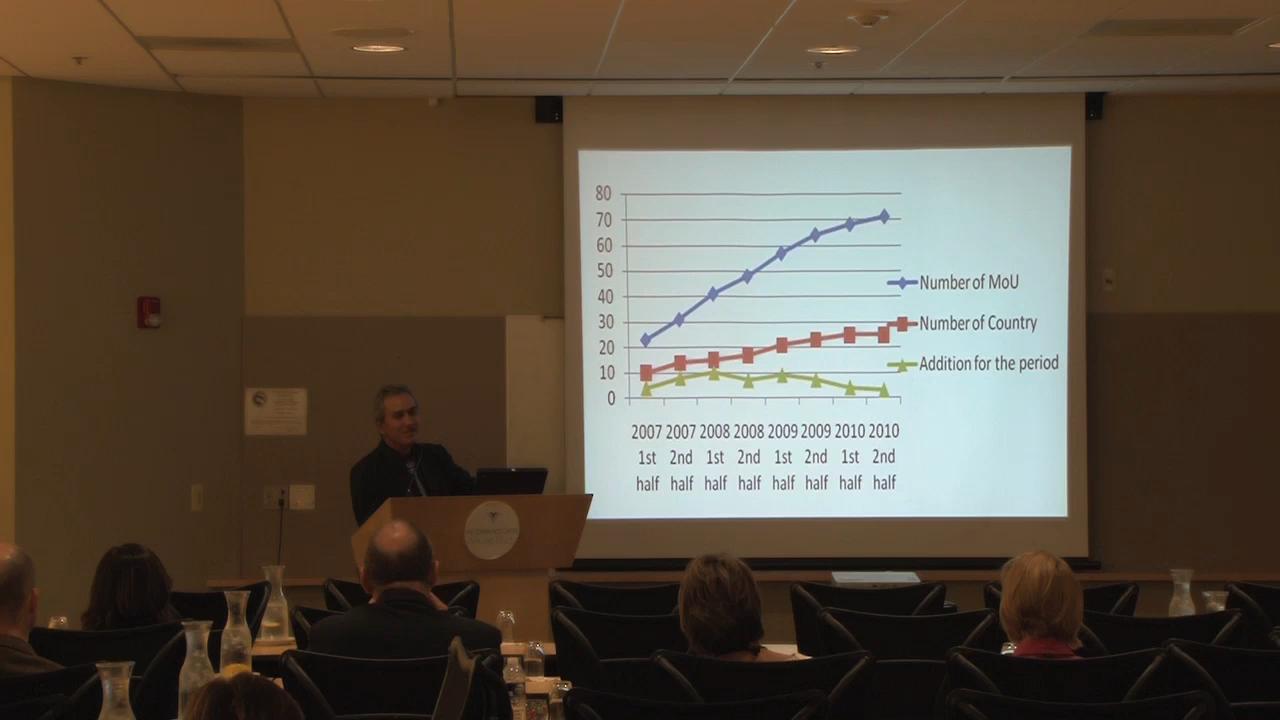 80
70
60
50
40
30
20
10
0
Number of MoU
Number of Country
Addition for the period
2007 2007 2008 2008 2009 2009 2010 2010
1st 2nd 1st 2nd 1st 2nd 1st 2nd
half half half half half half half half